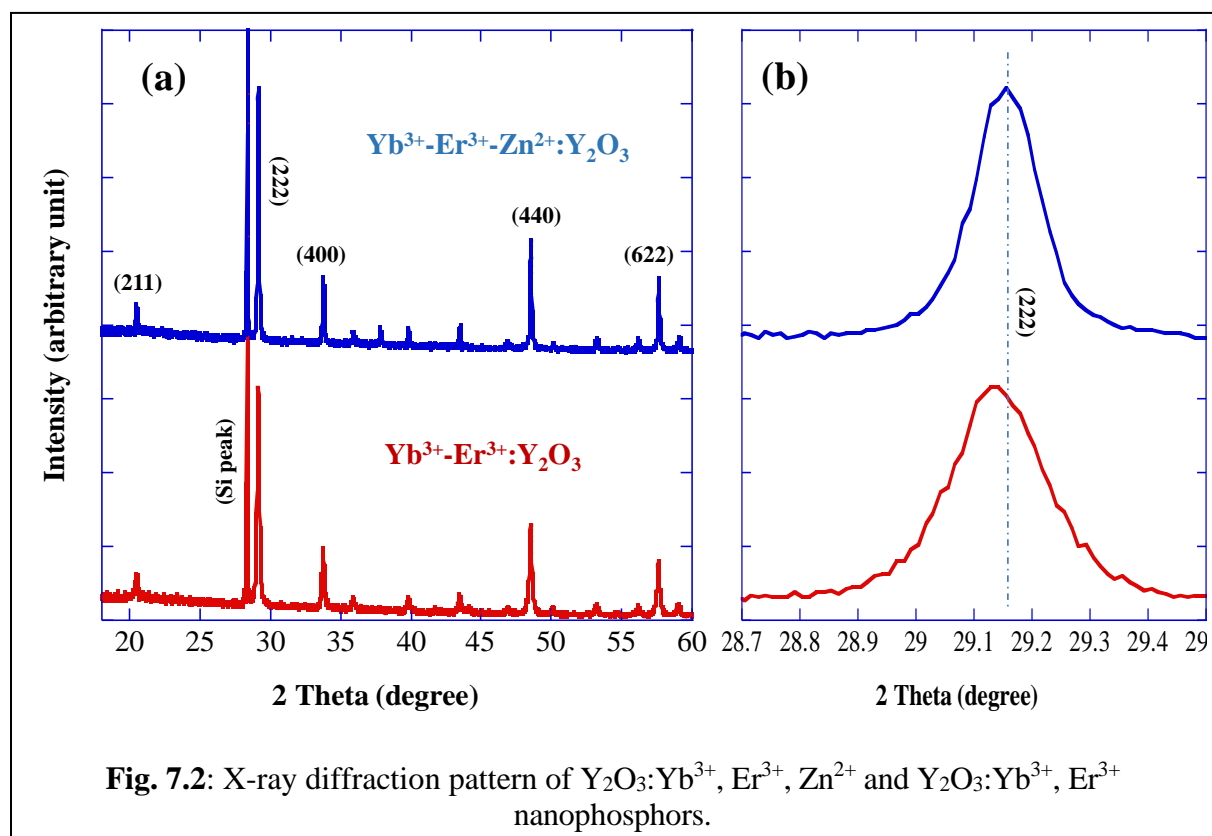 (a)
Yb³⁺-Er³⁺-Zn²⁺:Y₂O₃
(222)
(440)
(400)
(622)
(211)
Yb³⁺-Er³⁺:Y₂O₃
(Si peak)
Intensity (arbitrary unit)
20 25 30 35 40 45 50 55 60
2 Theta (degree)
(b)
(222)
28.7 28.8 28.9 29 29.1 29.2 29.3 29.4 29
2 Theta (degree)
Fig. 7.2: X-ray diffraction pattern of Y₂O₃:Yb³⁺, Er³⁺, Zn²⁺ and Y₂O₃:Yb³⁺, Er³⁺
nanophosphors.